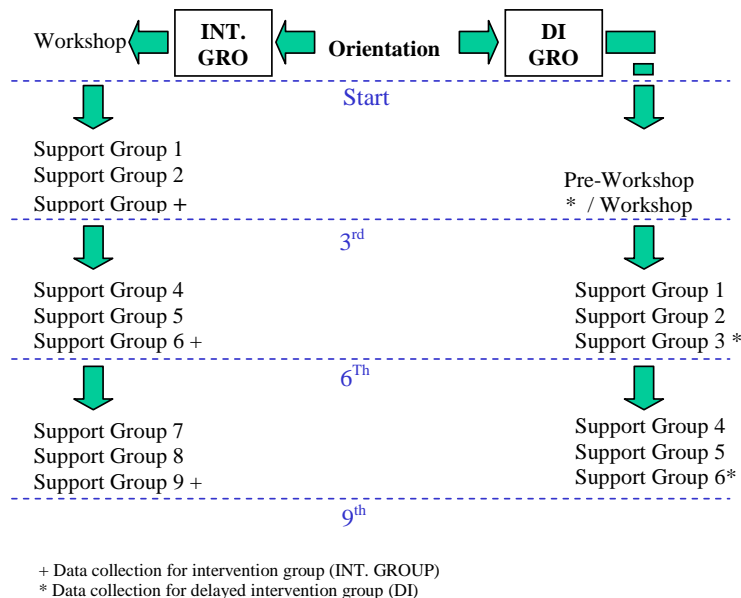 Workshop
INT.
GRO
Orientation
DI
GRO
Start
Support Group 1
Support Group 2
Support Group +
Pre-Workshop
* / Workshop
3rd
Support Group 4
Support Group 5
Support Group 6 +
Support Group 1
Support Group 2
Support Group 3 *
6Th
Support Group 7
Support Group 8
Support Group 9 +
Support Group 4
Support Group 5
Support Group 6*
9th
+ Data collection for intervention group (INT. GROUP)
* Data collection for delayed intervention group (DI)